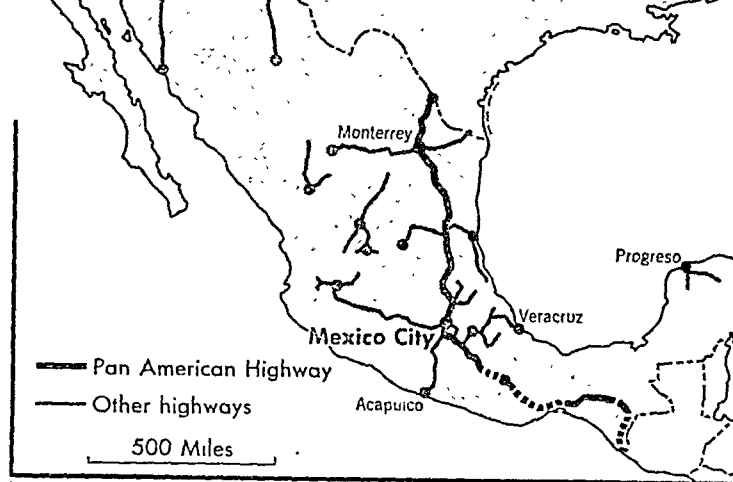 Monterrey
Progreso
Veracruz
Mexico City
Pan American Highway
Other highways
Acapulco
500 Miles